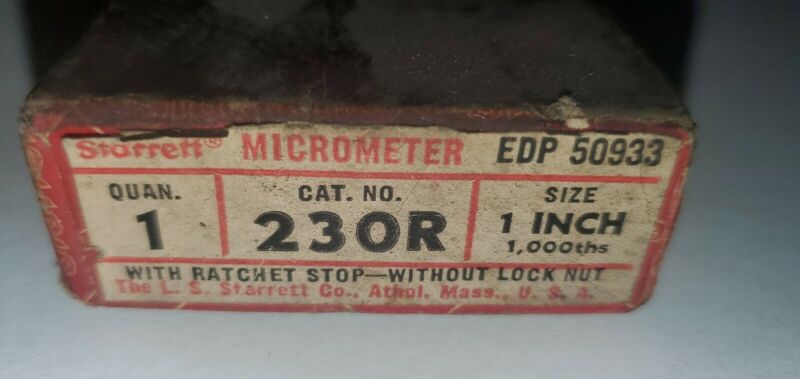 Starrett® MICROMETER EDP 50933
QUAN. CAT. NO. SIZE
1 230R 1 INCH
1,000ths
WITH RATCHET STOP—WITHOUT LOCK NUT
The L. S. Starrett Co., Athol, Mass., U. S. A.